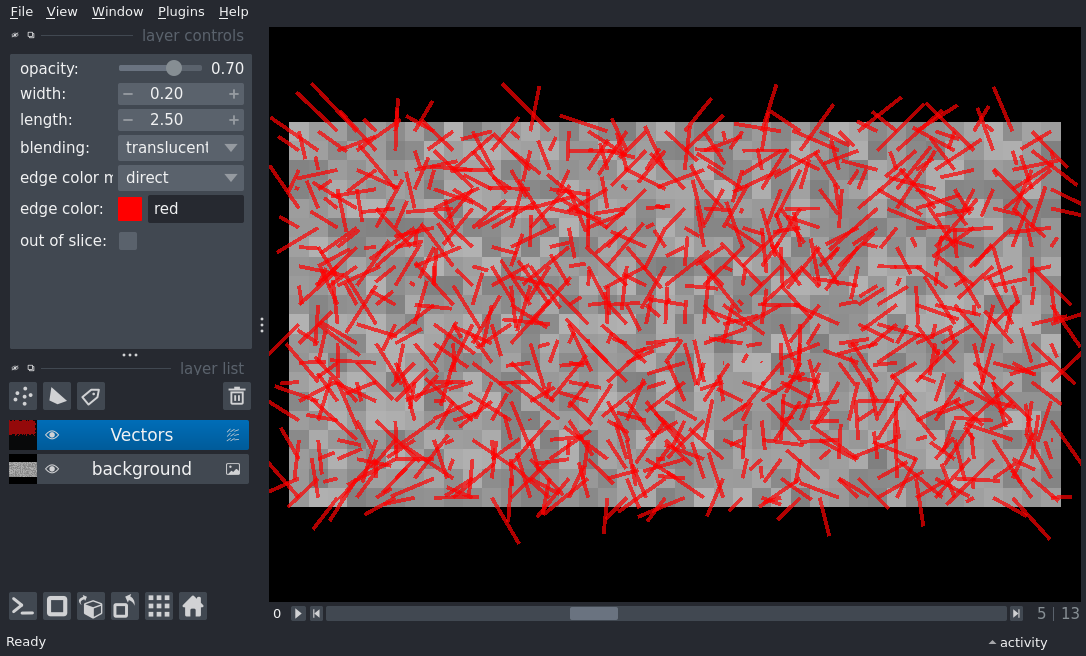 File View Window Plugins Help
layer controls
opacity: 0.70
width: 0.20
length: 2.50
blending: translucent
edge color m direct
edge color: red
out of slice:
layer list
Vectors
background
0 5 | 13
Ready activity